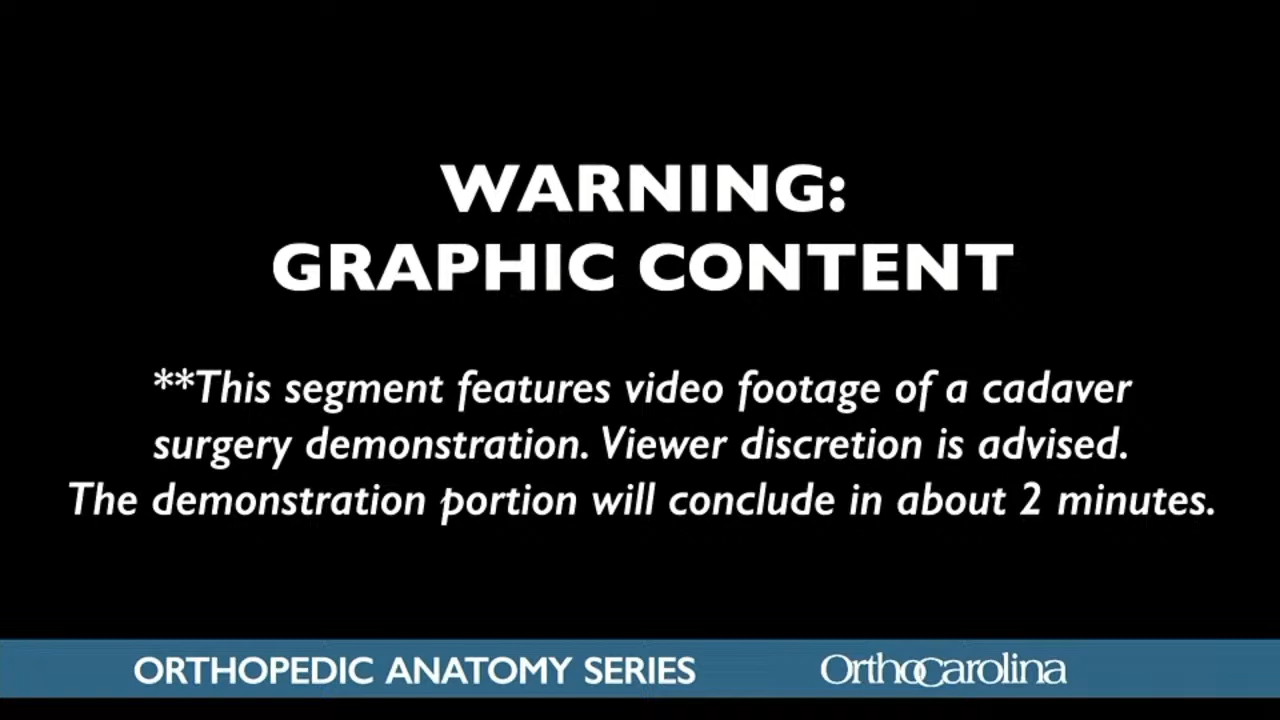 WARNING:
GRAPHIC CONTENT
**This segment features video footage of a cadaver
surgery demonstration. Viewer discretion is advised.
The demonstration portion will conclude in about 2 minutes.
ORTHOPEDIC ANATOMY SERIES
OrthoCarolina